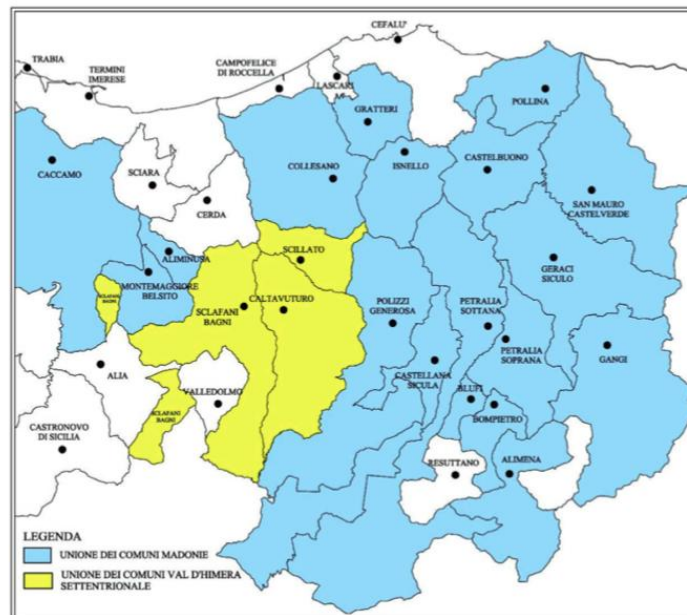 CEFALU'
TRABIA
TERMINI
IMERESE
CAMPOFELICE
DI ROCCELLA
LASCARI
GRATTERI
POLLINA
CACCAMO
SCIARA
COLLESANO
ISNELLO
CASTELBUONO
CERDA
SAN MAURO
CASTELVERDE
ALIMINUSA
SCILLATO
GERACI
SICULO
MONTEMAGGIORE
BELSITO
SCLAFANI
BAGNI
SCLAFANI
BAGNI
CALTAVUTURO
POLIZZI
GENEROSA
PETRALIA
SOTTANA
PETRALIA
SOPRANA
GANGI
ALIA
CASTELLANA
SICULA
VALLEDOLMO
BLUFI
BOMPIETRO
SCLAFANI
BAGNI
CASTRONOVO
DI SICILIA
RESUTTANO
ALIMENA
LEGENDA
UNIONE DEI COMUNI MADONIE
UNIONE DEI COMUNI VAL D'HIMERA
SETTENTRIONALE